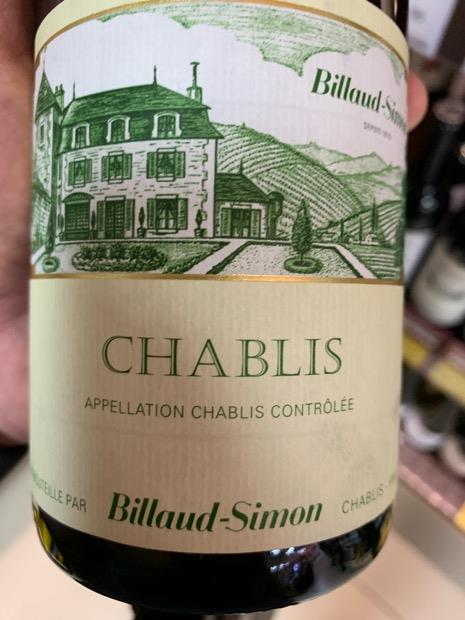 Billaud-Simon
DEPUIS 1815
CHABLIS
APPELLATION CHABLIS CONTRÔLÉE
BOUTEILLE PAR
Billaud-Simon
CHABLIS